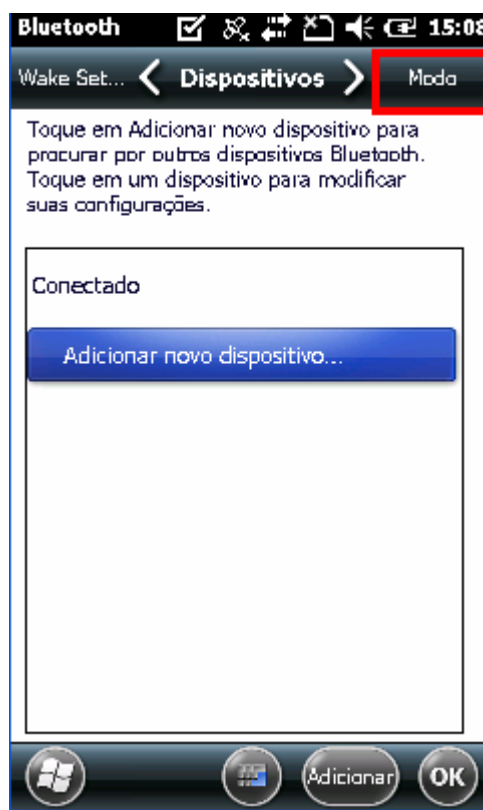 Bluetooth 15:08
Wake Set... Dispositivos Modo
Toque em Adicionar novo dispositivo para
procurar por outros dispositivos Bluetooth.
Toque em um dispositivo para modificar
suas configurações.
Conectado
Adicionar novo dispositivo...
Adicionar OK